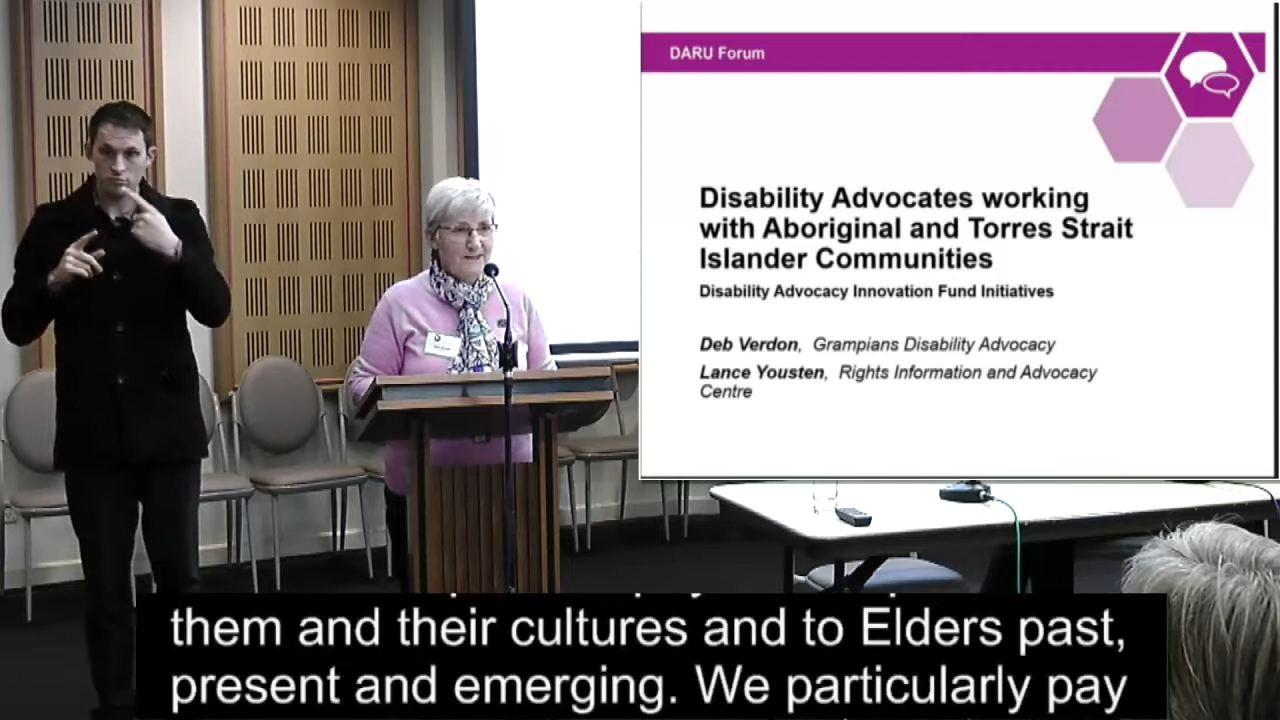 DARU Forum
Disability Advocates working
with Aboriginal and Torres Strait
Islander Communities
Disability Advocacy Innovation Fund Initiatives
Deb Verdon, Grampians Disability Advocacy
Lance Yousten, Rights Information and Advocacy
Centre
them and their cultures and to Elders past,
present and emerging. We particularly pay